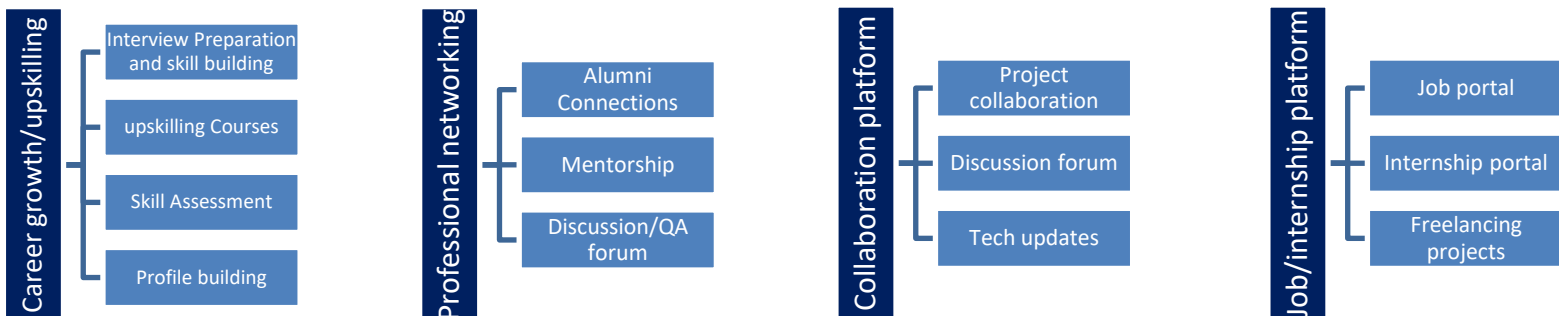 Career growth/upskilling
Interview Preparation
and skill building
upskilling Courses
Skill Assessment
Profile building
Professional networking
Alumni
Connections
Mentorship
Discussion/QA
forum
Collaboration platform
Project
collaboration
Discussion forum
Tech updates
Job/internship platform
Job portal
Internship portal
Freelancing
projects